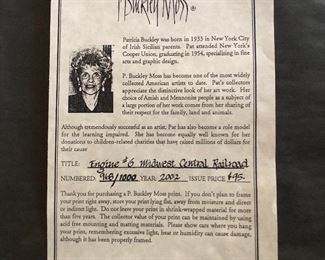 P. Buckley Moss®
Patricia Buckley was born in 1933 in New York City
of Irish Sicilian parents. Pat attended New York's
Cooper Union, graduating in 1954, specializing in fine
arts and graphic design.
P. Buckley Moss has become one of the most widely
collected American artists to date. Pat's collectors
appreciate the distinctive look of her art work. Her
choice of Amish and Mennonite people as a subject of
a large portion of her work comes from her sharing of
their respect for the family, land and animals.
Although tremendously successful as an artist, Pat has also become a role model
for the learning impaired. She has become equally well known for her
donations to children-related charities that have raised millions of dollars for
their cause
TITLE: Engine #6 Midwest Central Railroad
NUMBERED: /1000 YEAR: 2002 ISSUE PRICE $95.
Thank you for purchasing a P. Buckley Moss print. If you don't plan to frame
your print right away, store your print lying flat, away from moisture and direct
or indirect light. Do not leave your print in shrink-wrapped material for more
than five years. The collector value of your print can be maintained by using
acid free mounting and matting materials. Please show care where you hang
your print, remembering excessive light, heat or humidity can cause damage,
although it has been properly framed.